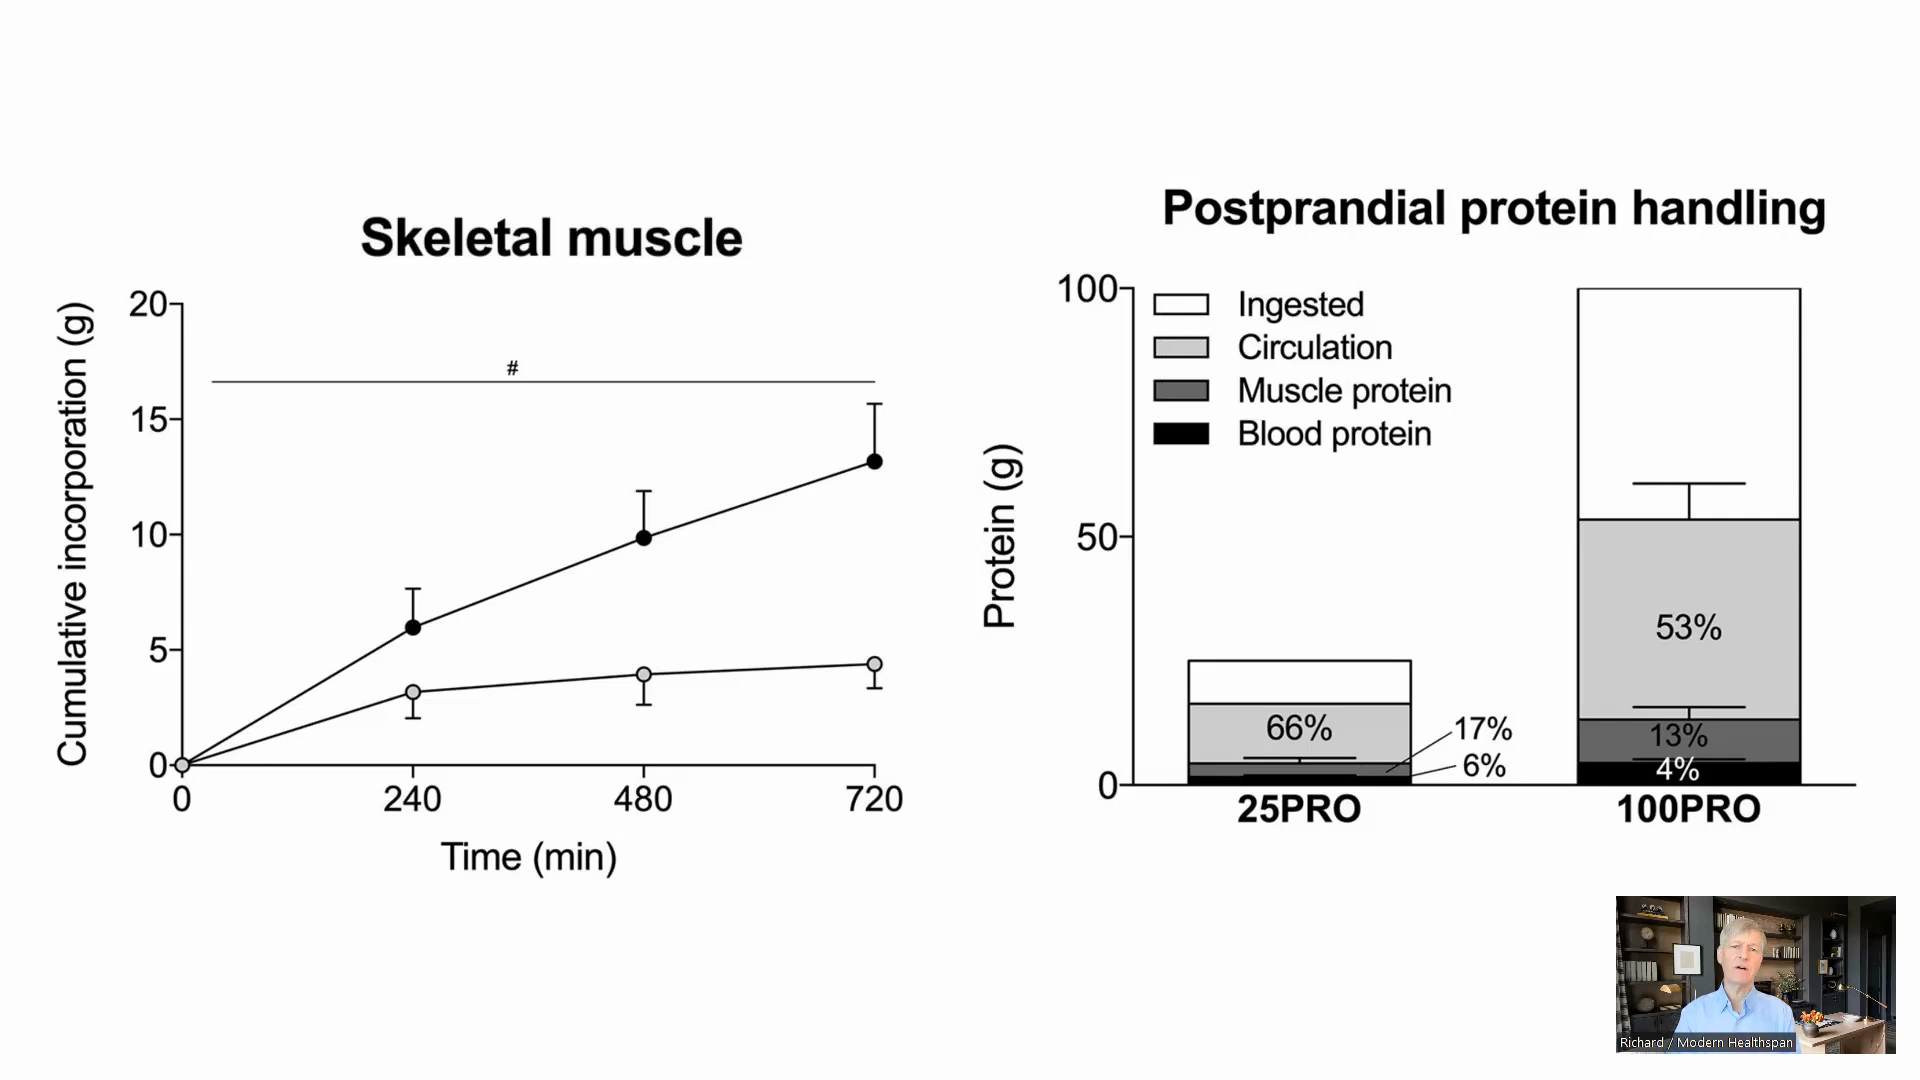 Skeletal muscle
Cumulative incorporation (g)
20
15
10
5
0
#
0
240
480
720
Time (min)
Postprandial protein handling
Protein (g)
100
50
0
Ingested
Circulation
Muscle protein
Blood protein
66%
17%
6%
53%
13%
4%
25PRO
100PRO
Richard / Modern Healthspan